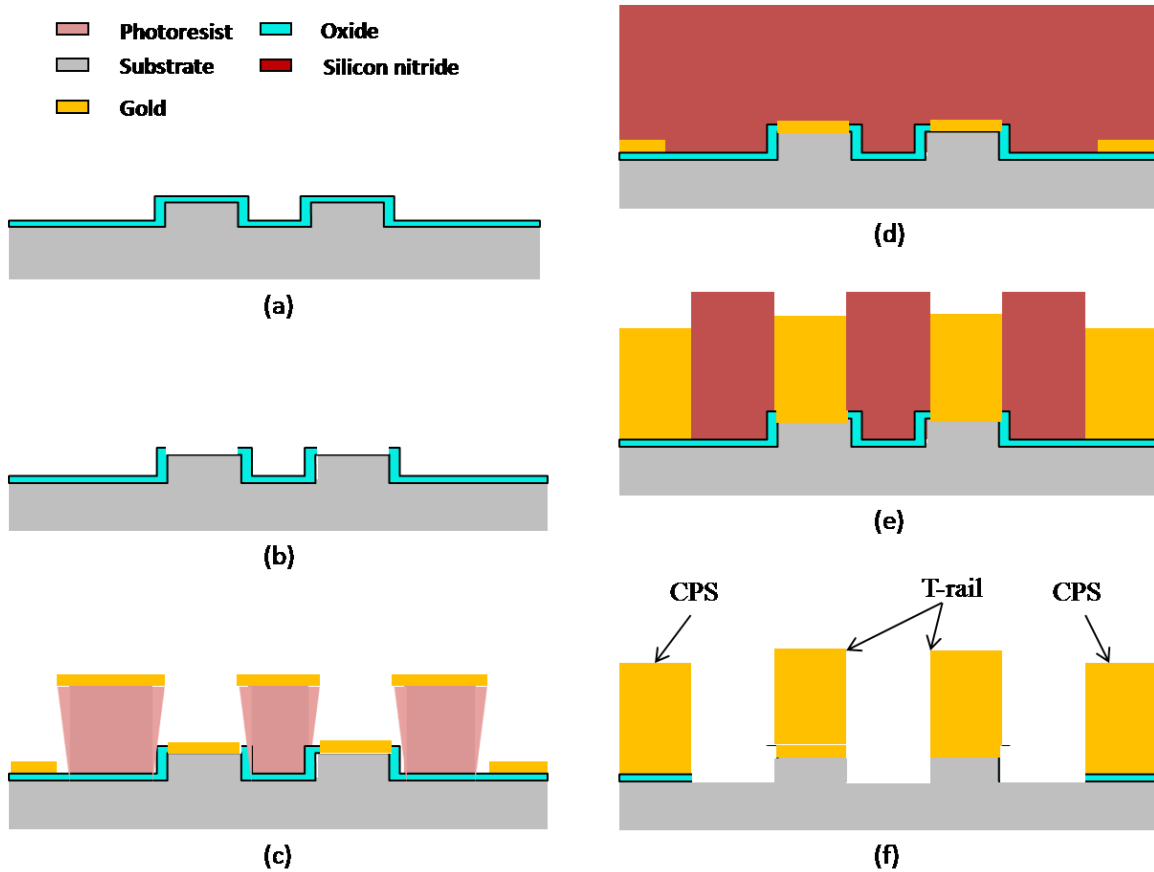 Photoresist
Oxide
Substrate
Silicon nitride
Gold
(a)
(b)
(c)
(d)
(e)
CPS
T-rail
CPS
(f)